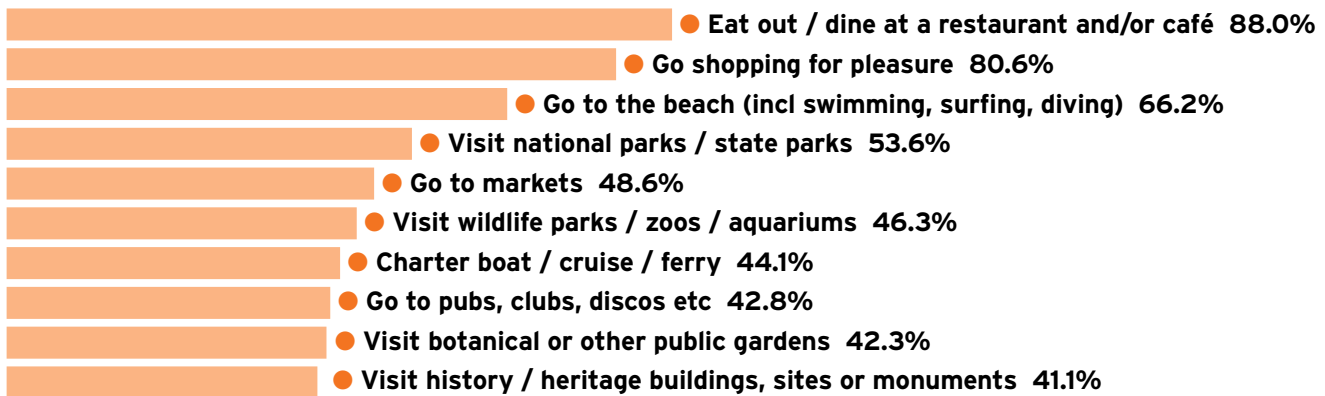 Eat out / dine at a restaurant and/or café 88.0%
Go shopping for pleasure 80.6%
Go to the beach (incl swimming, surfing, diving) 66.2%
Visit national parks / state parks 53.6%
Go to markets 48.6%
Visit wildlife parks / zoos / aquariums 46.3%
Charter boat / cruise / ferry 44.1%
Go to pubs, clubs, discos etc 42.8%
Visit botanical or other public gardens 42.3%
Visit history / heritage buildings, sites or monuments 41.1%